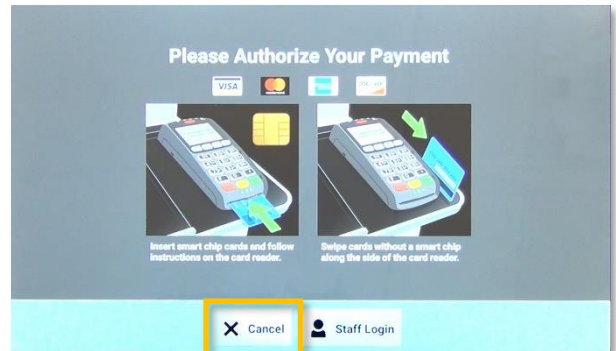 Please Authorize Your Payment
VISA
Insert smart chip cards and follow
instructions on the card reader.
Swipe cards without a smart chip
along the side of the card reader.
Cancel
Staff Login